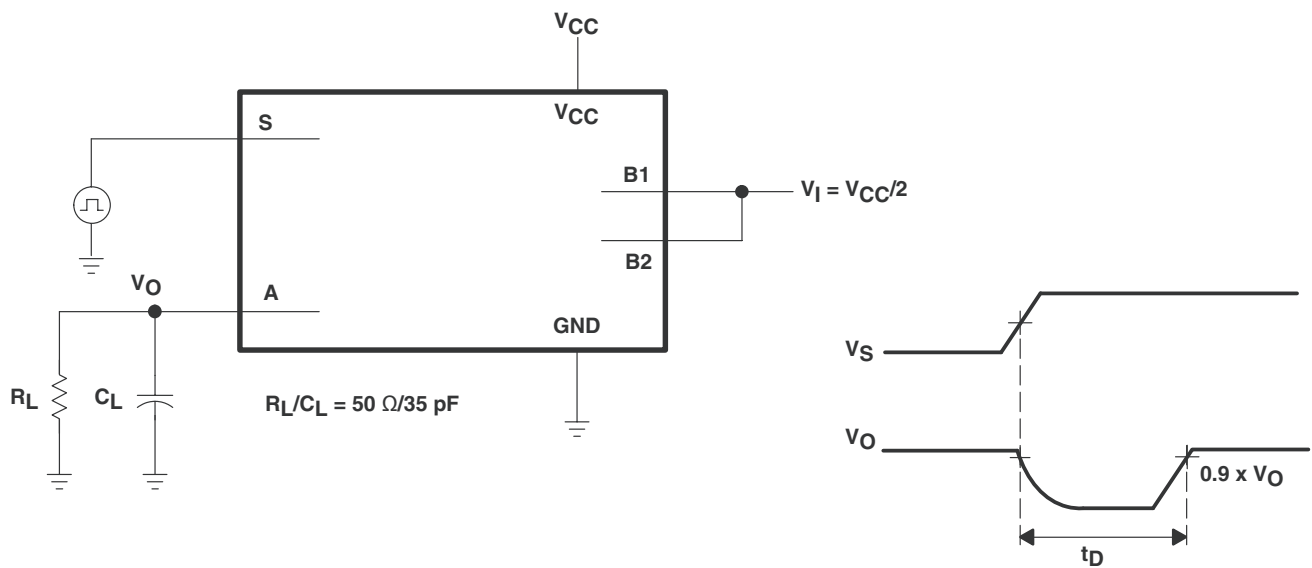 VCC
VCC
S
B1
VI = VCC/2
B2
VO
A
GND
RL
CL
RL/CL = 50 Ω/35 pF
VS
VO
0.9 x VO
tD